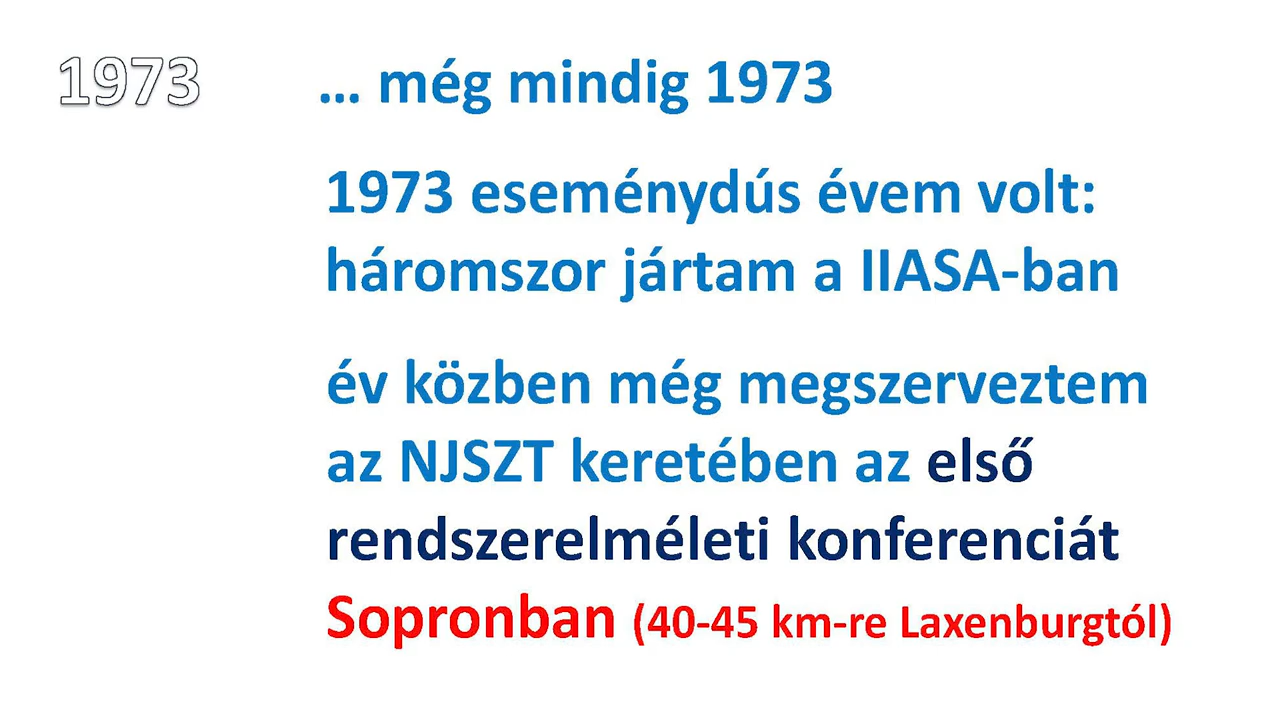 1973
... még mindig 1973
1973 eseménydús évem volt:
háromszor jártam a IIASA-ban
év közben még megszerveztem
az NJSZT keretében az első
rendszerelméleti konferenciát
Sopronban (40-45 km-re Laxenburgtól)